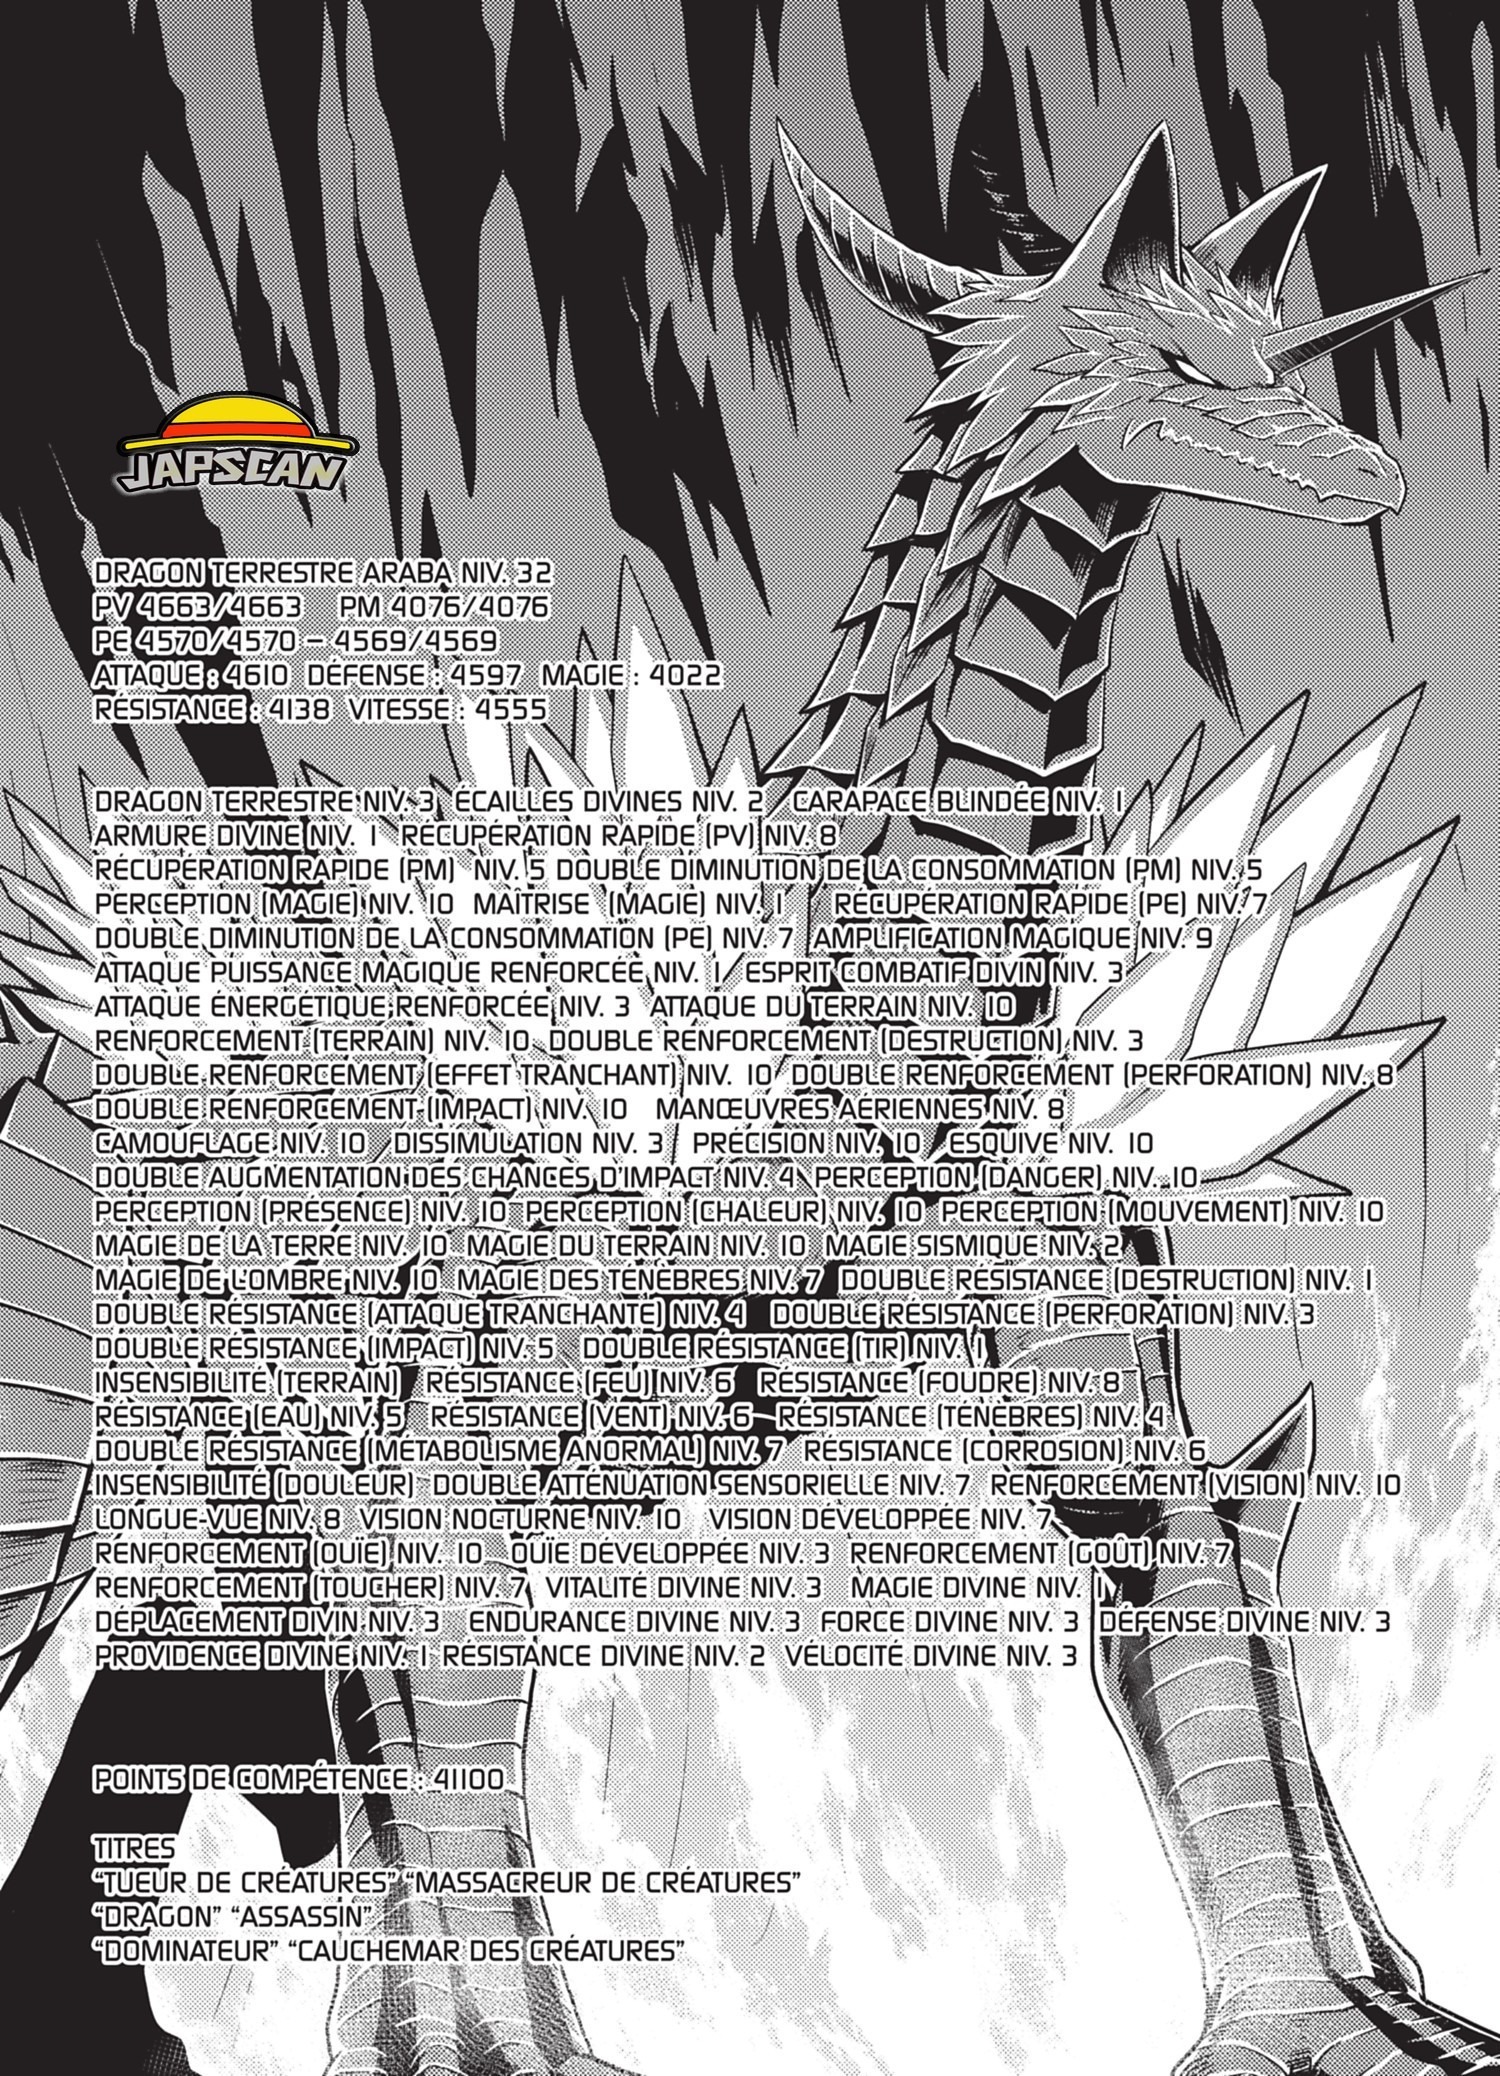 JAPSCAN
DRAGON TERRESTRE ARABA NIV. 32
PV 4663/4663 PM 4076/4076
PE 4570/4570 – 4569/4569
ATTAQUE : 4610 DÉFENSE : 4597 MAGIE : 4022
RÉSISTANCE : 4138 VITESSE : 4555
DRAGON TERRESTRE NIV. 3 ÉCAILLES DIVINES NIV. 2 CARAPACE BLINDÉE NIV. 1
ARMURE DIVINE NIV. 1 RÉCUPÉRATION RAPIDE (PV) NIV. 8
RÉCUPÉRATION RAPIDE (PM) NIV. 5 DOUBLE DIMINUTION DE LA CONSOMMATION (PM) NIV. 5
PERCEPTION (MAGIE) NIV. 10 MAÎTRISE (MAGIE) NIV. 1 RÉCUPÉRATION RAPIDE (PE) NIV. 7
DOUBLE DIMINUTION DE LA CONSOMMATION (PE) NIV. 7 AMPLIFICATION MAGIQUE NIV. 9
ATTAQUE PUISSANCE MAGIQUE RENFORCÉE NIV. 1 ESPRIT COMBATIF DIVIN NIV. 3
ATTAQUE ÉNERGÉTIQUE RENFORCÉE NIV. 3 ATTAQUE DU TERRAIN NIV. 10
RENFORCEMENT (TERRAIN) NIV. 10 DOUBLE RENFORCEMENT (DESTRUCTION) NIV. 3
DOUBLE RENFORCEMENT (EFFET TRANCHANT) NIV. 10 DOUBLE RENFORCEMENT (PERFORATION) NIV. 8
DOUBLE RENFORCEMENT (IMPACT) NIV. 10 MANŒUVRES AÉRIENNES NIV. 8
CAMOUFLAGE NIV. 10 DISSIMULATION NIV. 3 PRÉCISION NIV. 10 ESQUIVE NIV. 10
DOUBLE AUGMENTATION DES CHANCES D'IMPACT NIV. 4 PERCEPTION (DANGER) NIV. 10
PERCEPTION (PRÉSENCE) NIV. 10 PERCEPTION (CHALEUR) NIV. 10 PERCEPTION (MOUVEMENT) NIV. 10
MAGIE DE LA TERRE NIV. 10 MAGIE DU TERRAIN NIV. 10 MAGIE SISMIQUE NIV. 2
MAGIE DE L'OMBRE NIV. 10 MAGIE DES TÉNÈBRES NIV. 7 DOUBLE RÉSISTANCE (DESTRUCTION) NIV. 1
DOUBLE RÉSISTANCE (ATTAQUE TRANCHANTE) NIV. 4 DOUBLE RÉSISTANCE (PERFORATION) NIV. 3
DOUBLE RÉSISTANCE (IMPACT) NIV. 5 DOUBLE RÉSISTANCE (TIR) NIV. 1
INSENSIBILITÉ (TERRAIN) RÉSISTANCE (FEU) NIV. 6 RÉSISTANCE (FOUDRE) NIV. 8
RÉSISTANCE (EAU) NIV. 5 RÉSISTANCE (VENT) NIV. 6 RÉSISTANCE (TÉNÈBRES) NIV. 4
DOUBLE RÉSISTANCE (MÉTABOLISME ANORMAL) NIV. 7 RÉSISTANCE (CORROSION) NIV. 6
INSENSIBILITÉ (DOULEUR) DOUBLE ATTÉNUATION SENSORIELLE NIV. 7 RENFORCEMENT (VISION) NIV. 10
LONGUE-VUE NIV. 8 VISION NOCTURNE NIV. 10 VISION DÉVELOPPÉE NIV. 7
RENFORCEMENT (OUÏE) NIV. 10 OUÏE DÉVELOPPÉE NIV. 3 RENFORCEMENT (GOÛT) NIV. 7
RENFORCEMENT (TOUCHER) NIV. 7 VITALITÉ DIVINE NIV. 3 MAGIE DIVINE NIV. 1
DÉPLACEMENT DIVIN NIV. 3 ENDURANCE DIVINE NIV. 3 FORCE DIVINE NIV. 3 DÉFENSE DIVINE NIV. 3
PROVIDENCE DIVINE NIV. 1 RÉSISTANCE DIVINE NIV. 2 VÉLOCITÉ DIVINE NIV. 3
POINTS DE COMPÉTENCE : 41100
TITRES
“TUEUR DE CRÉATURES” “MASSACREUR DE CRÉATURES”
“DRAGON” “ASSASSIN”
“DOMINATEUR” “CAUCHEMAR DES CRÉATURES”